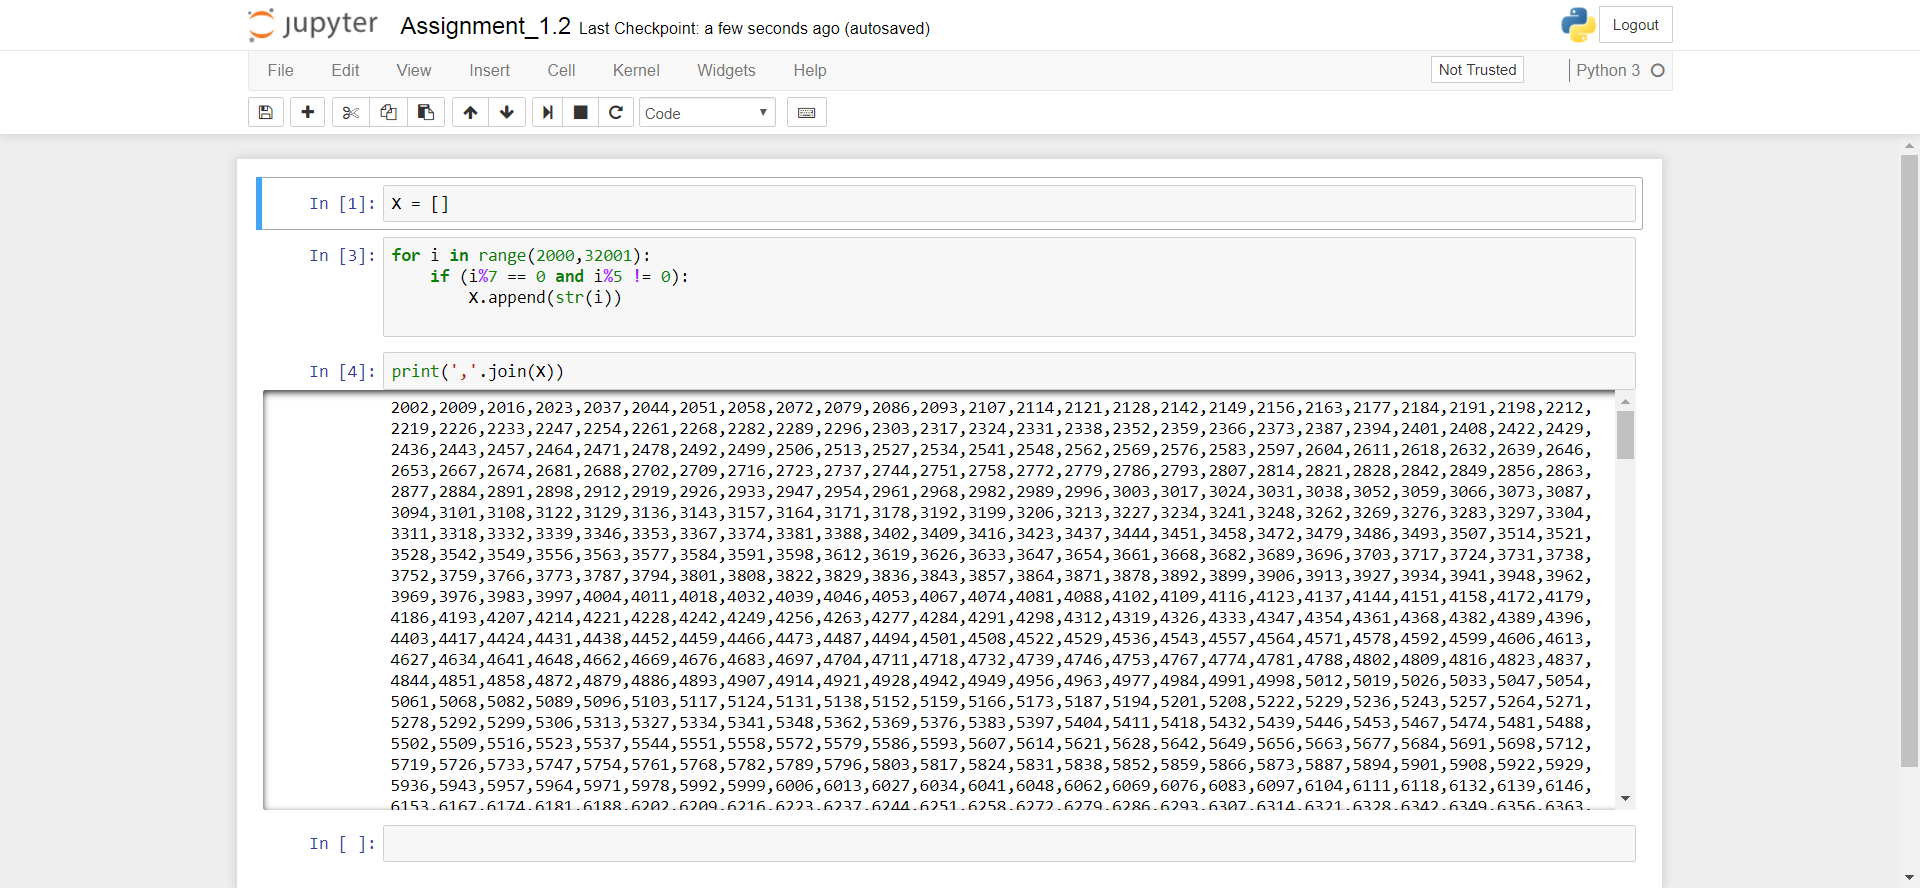 jupyter Assignment_1.2 Last Checkpoint: a few seconds ago (autosaved) Logout
File Edit View Insert Cell Kernel Widgets Help Not Trusted Python 3
Code
In [1]: X = []
In [3]: for i in range(2000,32001):
    if (i%7 == 0 and i%5 != 0):
        X.append(str(i))
In [4]: print(','.join(X))
2002,2009,2016,2023,2037,2044,2051,2058,2072,2079,2086,2093,2107,2114,2121,2128,2142,2149,2156,2163,2177,2184,2191,2198,2212,
2219,2226,2233,2247,2254,2261,2268,2282,2289,2296,2303,2317,2324,2331,2338,2352,2359,2366,2373,2387,2394,2401,2408,2422,2429,
2436,2443,2457,2464,2471,2478,2492,2499,2506,2513,2527,2534,2541,2548,2562,2569,2576,2583,2597,2604,2611,2618,2632,2639,2646,
2653,2667,2674,2681,2688,2702,2709,2716,2723,2737,2744,2751,2758,2772,2779,2786,2793,2807,2814,2821,2828,2842,2849,2856,2863,
2877,2884,2891,2898,2912,2919,2926,2933,2947,2954,2961,2968,2982,2989,2996,3003,3017,3024,3031,3038,3052,3059,3066,3073,3087,
3094,3101,3108,3122,3129,3136,3143,3157,3164,3171,3178,3192,3199,3206,3213,3227,3234,3241,3248,3262,3269,3276,3283,3297,3304,
3311,3318,3332,3339,3346,3353,3367,3374,3381,3388,3402,3409,3416,3423,3437,3444,3451,3458,3472,3479,3486,3493,3507,3514,3521,
3528,3542,3549,3556,3563,3577,3584,3591,3598,3612,3619,3626,3633,3647,3654,3661,3668,3682,3689,3696,3703,3717,3724,3731,3738,
3752,3759,3766,3773,3787,3794,3801,3808,3822,3829,3836,3843,3857,3864,3871,3878,3892,3899,3906,3913,3927,3934,3941,3948,3962,
3969,3976,3983,3997,4004,4011,4018,4032,4039,4046,4053,4067,4074,4081,4088,4102,4109,4116,4123,4137,4144,4151,4158,4172,4179,
4186,4193,4207,4214,4221,4228,4242,4249,4256,4263,4277,4284,4291,4298,4312,4319,4326,4333,4347,4354,4361,4368,4382,4389,4396,
4403,4417,4424,4431,4438,4452,4459,4466,4473,4487,4494,4501,4508,4522,4529,4536,4543,4557,4564,4571,4578,4592,4599,4606,4613,
4627,4634,4641,4648,4662,4669,4676,4683,4697,4704,4711,4718,4732,4739,4746,4753,4767,4774,4781,4788,4802,4809,4816,4823,4837,
4844,4851,4858,4872,4879,4886,4893,4907,4914,4921,4928,4942,4949,4956,4963,4977,4984,4991,4998,5012,5019,5026,5033,5047,5054,
5061,5068,5082,5089,5096,5103,5117,5124,5131,5138,5152,5159,5166,5173,5187,5194,5201,5208,5222,5229,5236,5243,5257,5264,5271,
5278,5292,5299,5306,5313,5327,5334,5341,5348,5362,5369,5376,5383,5397,5404,5411,5418,5432,5439,5446,5453,5467,5474,5481,5488,
5502,5509,5516,5523,5537,5544,5551,5558,5572,5579,5586,5593,5607,5614,5621,5628,5642,5649,5656,5663,5677,5684,5691,5698,5712,
5719,5726,5733,5747,5754,5761,5768,5782,5789,5796,5803,5817,5824,5831,5838,5852,5859,5866,5873,5887,5894,5901,5908,5922,5929,
5936,5943,5957,5964,5971,5978,5992,5999,6006,6013,6027,6034,6041,6048,6062,6069,6076,6083,6097,6104,6111,6118,6132,6139,6146,
6153,6167,6174,6181,6188,6202,6209,6216,6223,6237,6244,6251,6258,6272,6279,6286,6293,6307,6314,6321,6328,6342,6349,6356,6363,
In [ ]: